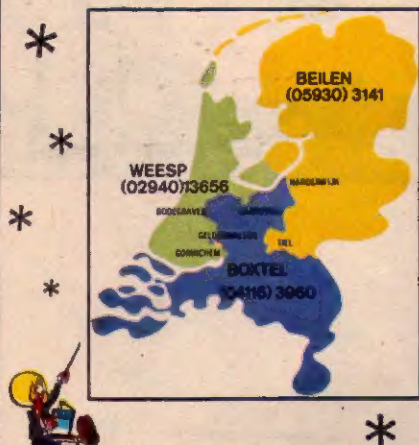 BEILEN
(05930) 3141
WEESP
(02940)13656
HARDERWIJK
BODEGRAVEN
GELDERMALSEN
TIEL
GORINCHEM
BOXTEL
(04116) 3960